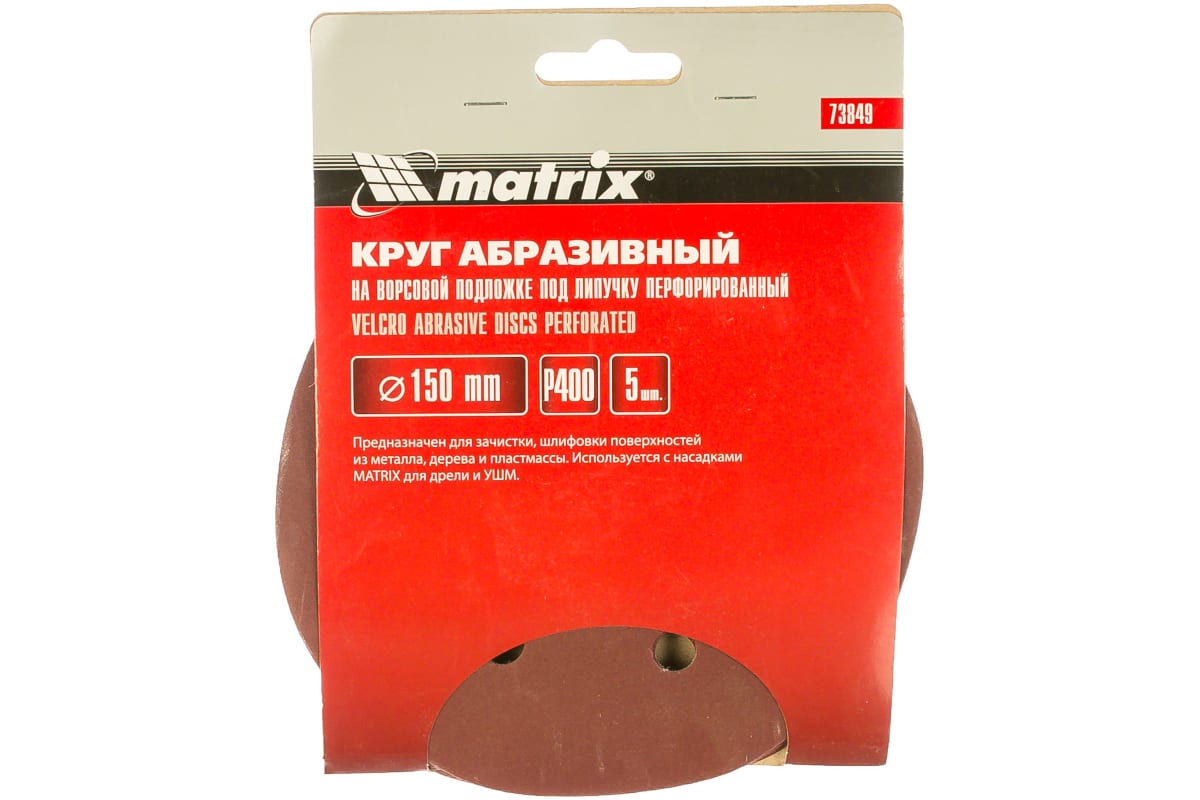 73849
matrix®
КРУГ АБРАЗИВНЫЙ
НА ВОРСОВОЙ ПОДЛОЖКЕ ПОД ЛИПУЧКУ ПЕРФОРИРОВАННЫЙ
VELCRO ABRASIVE DISCS PERFORATED
⌀ 150 mm P400 5 шт.
Предназначен для зачистки, шлифовки поверхностей
из металла, дерева и пластмассы. Используется с насадками
MATRIX для дрели и УШМ.